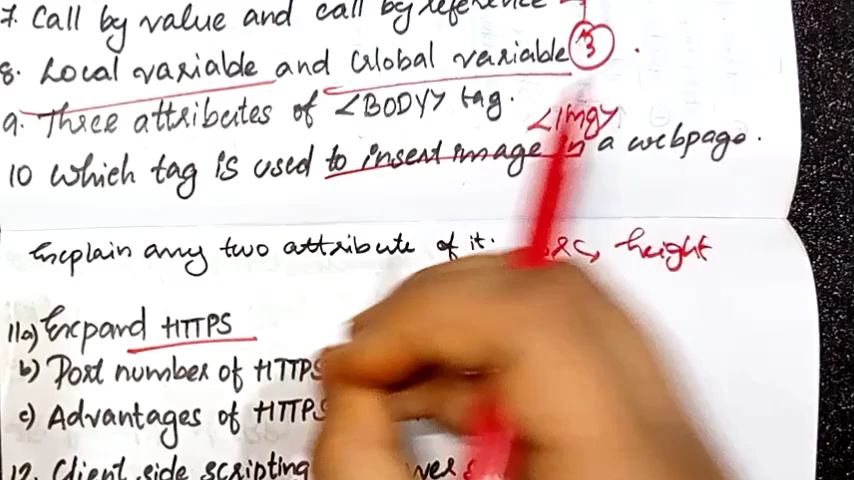 7. Call by value and call by reference
8. Local variable and Global variable 3 .
9. Three attributes of <BODY> tag.
<Img>
10 Which tag is used to insert image in a webpage.
Explain any two attribute of it. src, height
11a) Expand HTTPS
b) Port number of HTTPS
c) Advantages of HTTPS
12. Client side scripting